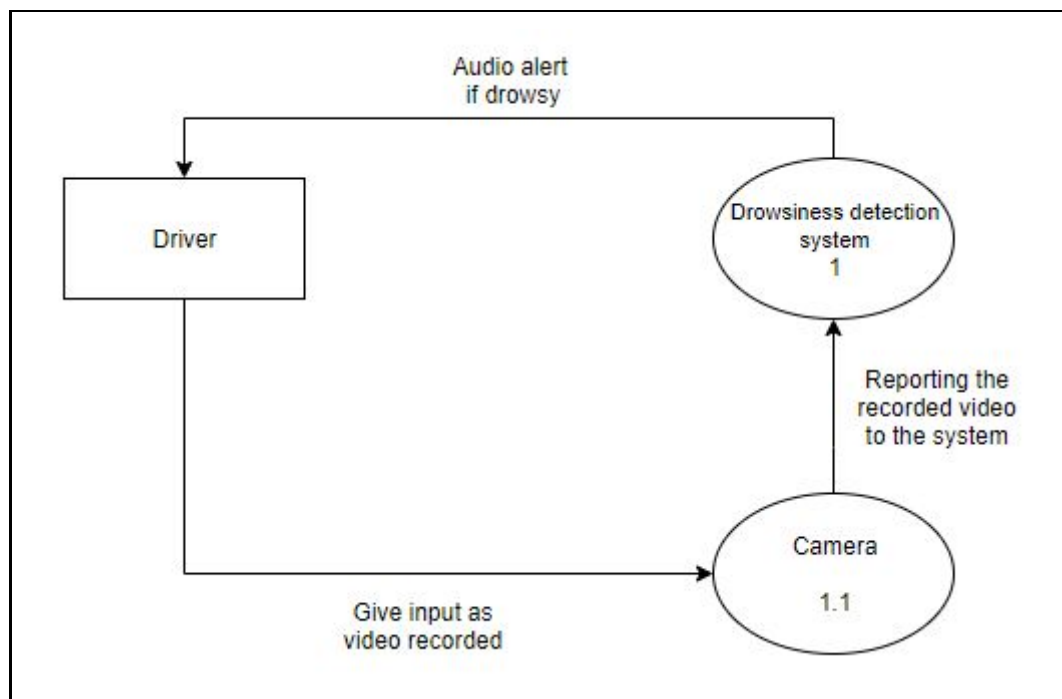 Audio alert
if drowsy
Driver
Drowsiness detection
system
1
Reporting the
recorded video
to the system
Camera
1.1
Give input as
video recorded